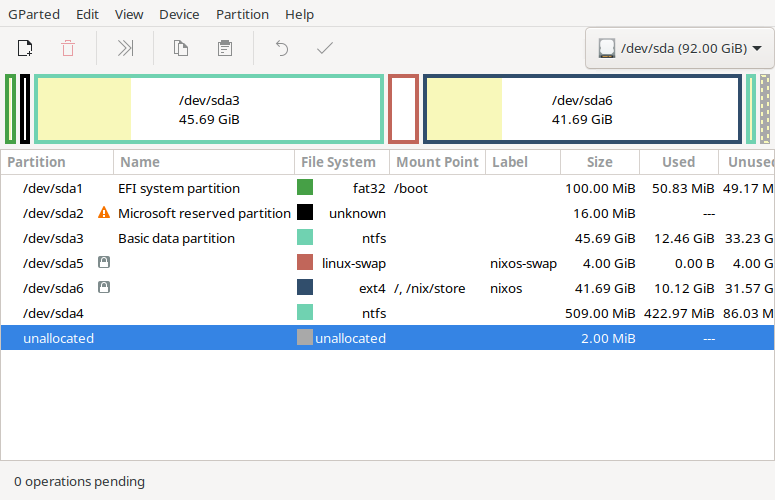 GParted Edit View Device Partition Help
/dev/sda (92.00 GiB)
/dev/sda3
45.69 GiB
/dev/sda6
41.69 GiB
Partition Name File System Mount Point Label Size Used Unused
/dev/sda1 EFI system partition fat32 /boot 100.00 MiB 50.83 MiB 49.17 M
/dev/sda2 Microsoft reserved partition unknown 16.00 MiB ---
/dev/sda3 Basic data partition ntfs 45.69 GiB 12.46 GiB 33.23 G
/dev/sda5 linux-swap nixos-swap 4.00 GiB 0.00 B 4.00 G
/dev/sda6 ext4 /, /nix/store nixos 41.69 GiB 10.12 GiB 31.57 G
/dev/sda4 ntfs 509.00 MiB 422.97 MiB 86.03 M
unallocated unallocated 2.00 MiB ---
0 operations pending